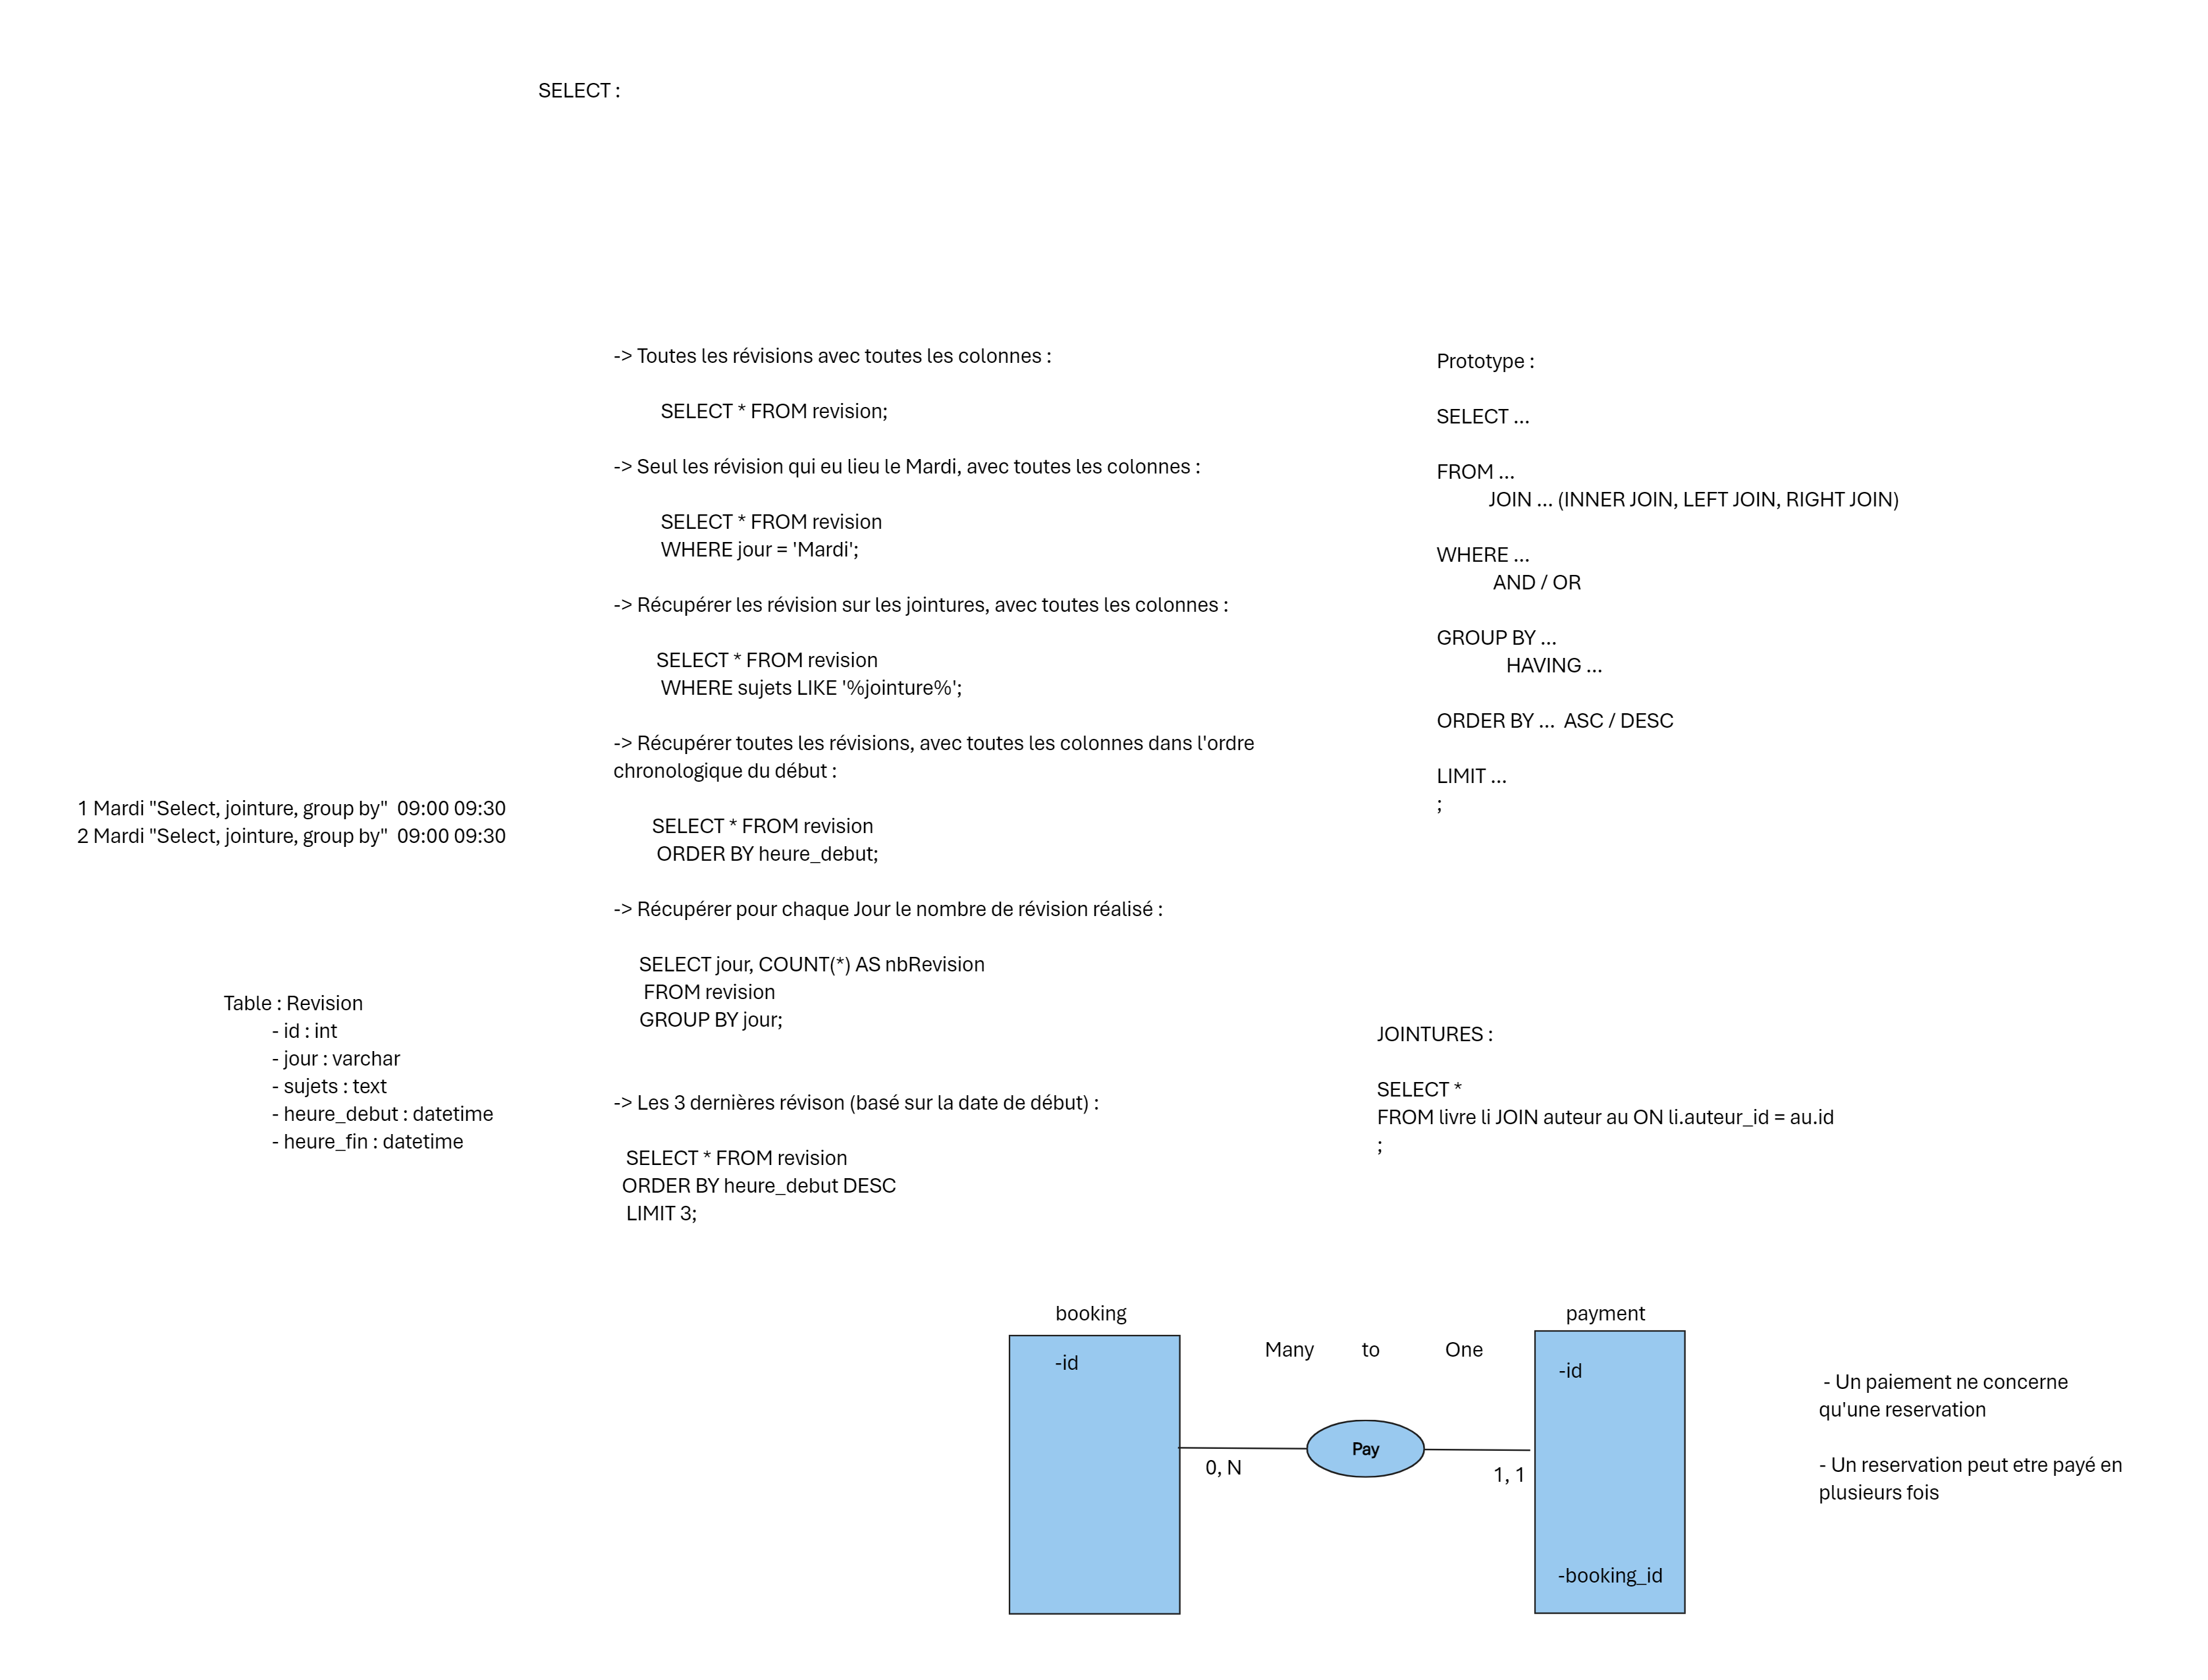 SELECT :
-> Toutes les révisions avec toutes les colonnes :
SELECT * FROM revision;
-> Seul les révision qui eu lieu le Mardi, avec toutes les colonnes :
SELECT * FROM revision
WHERE jour = 'Mardi';
-> Récupérer les révision sur les jointures, avec toutes les colonnes :
SELECT * FROM revision
WHERE sujets LIKE '%jointure%';
-> Récupérer toutes les révisions, avec toutes les colonnes dans l'ordre
chronologique du début :
SELECT * FROM revision
ORDER BY heure_debut;
-> Récupérer pour chaque Jour le nombre de révision réalisé :
SELECT jour, COUNT(*) AS nbRevision
FROM revision
GROUP BY jour;
-> Les 3 dernières révison (basé sur la date de début) :
SELECT * FROM revision
ORDER BY heure_debut DESC
LIMIT 3;
Prototype :
SELECT ...
FROM ...
JOIN ... (INNER JOIN, LEFT JOIN, RIGHT JOIN)
WHERE ...
AND / OR
GROUP BY ...
HAVING ...
ORDER BY ... ASC / DESC
LIMIT ...
;
1 Mardi "Select, jointure, group by" 09:00 09:30
2 Mardi "Select, jointure, group by" 09:00 09:30
Table : Revision
- id : int
- jour : varchar
- sujets : text
- heure_debut : datetime
- heure_fin : datetime
JOINTURES :
SELECT *
FROM livre li JOIN auteur au ON li.auteur_id = au.id
;
booking
-id
Many to One
Pay
0, N
1, 1
payment
-id
-booking_id
- Un paiement ne concerne
qu'une reservation
- Un reservation peut etre payé en
plusieurs fois